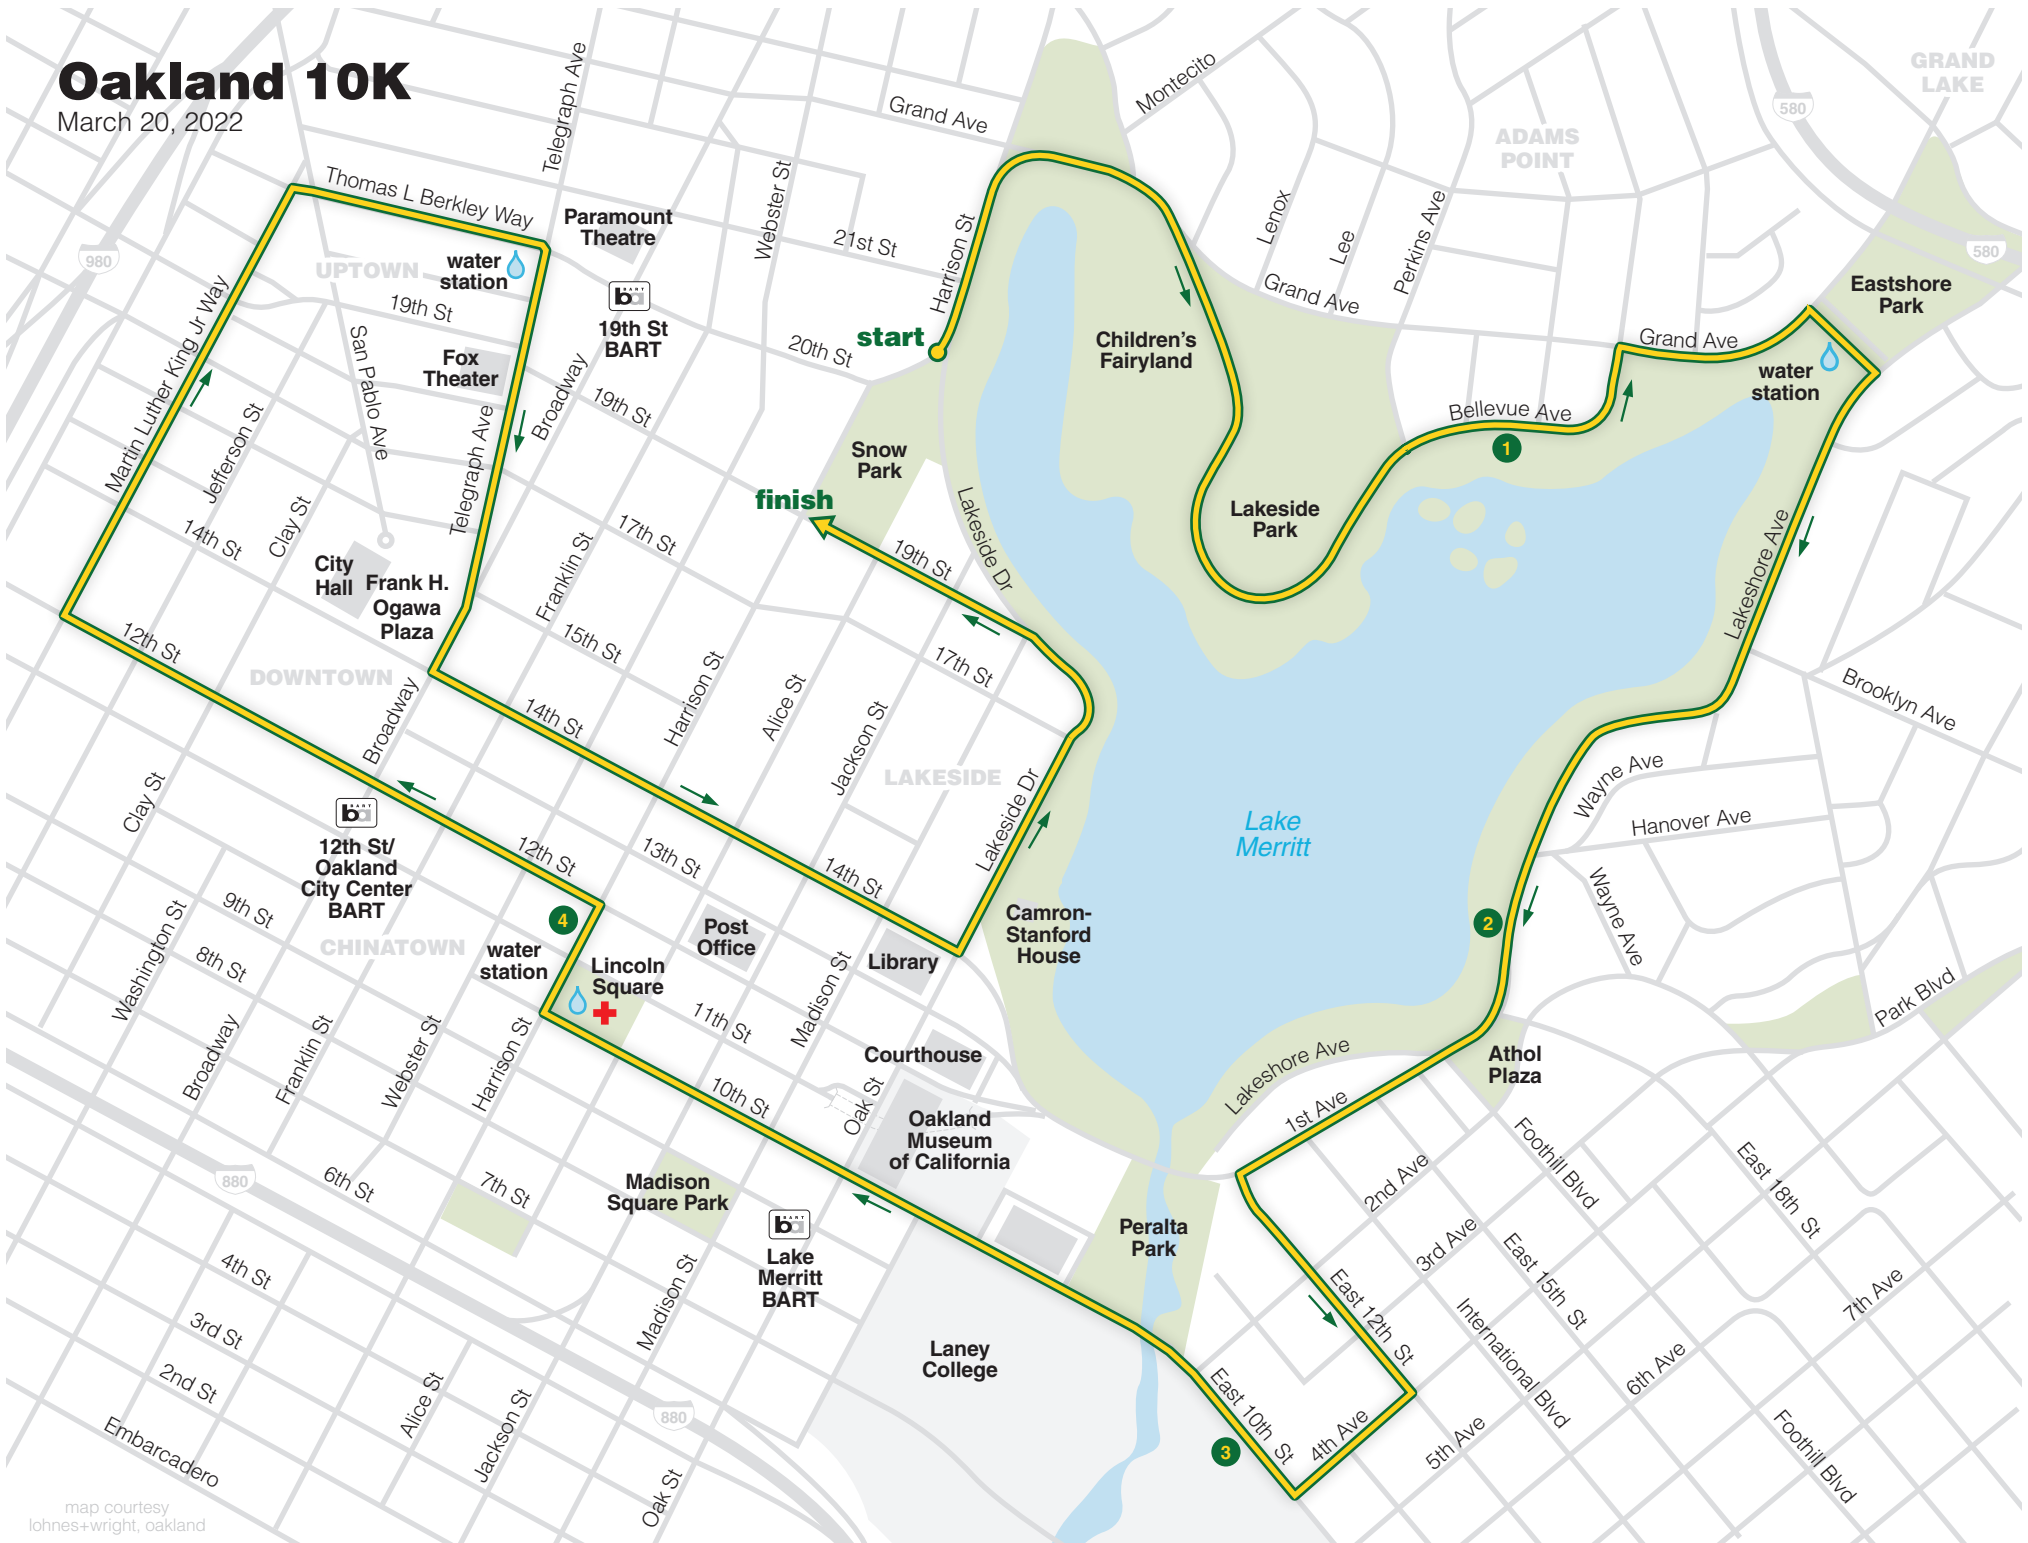 Oakland 10K
March 20, 2022
Telegraph Ave
Grand Ave
Montecito
GRAND
LAKE
580
ADAMS
POINT
Thomas L Berkley Way
Paramount
Theatre
Webster St
21st St
Harrison St
Lenox
Lee
Perkins Ave
580
980
UPTOWN
water
station
BART
ba
19th St
BART
19th St
Grand Ave
Eastshore
Park
Martin Luther King Jr Way
San Pablo Ave
Fox
Theater
Broadway
20th St
start
Children's
Fairyland
Grand Ave
water
station
Jefferson St
Telegraph Ave
19th St
Bellevue Ave
1
Snow
Park
Clay St
14th St
City
Hall
Frank H.
Ogawa
Plaza
Franklin St
17th St
finish
19th St
Lakeside Dr
Lakeside
Park
Lakeshore Ave
12th St
DOWNTOWN
15th St
Harrison St
Alice St
17th St
Brooklyn Ave
Broadway
14th St
Jackson St
LAKESIDE
Lakeside Dr
Wayne Ave
Hanover Ave
Lake
Merritt
Clay St
BART
ba
12th St/
Oakland
City Center
BART
12th St
13th St
14th St
Wayne Ave
2
9th St
Washington St
8th St
CHINATOWN
4
water
station
Lincoln
Square
Post
Office
Library
Camron-
Stanford
House
Madison St
11th St
Park Blvd
Broadway
Franklin St
Webster St
Harrison St
Courthouse
Lakeshore Ave
Athol
Plaza
10th St
Oak St
Oakland
Museum
of California
1st Ave
2nd Ave
Foothill Blvd
East 18th St
880
6th St
7th St
Madison
Square Park
BART
ba
Lake
Merritt
BART
Peralta
Park
3rd Ave
East 15th St
East 12th St
7th Ave
4th St
3rd St
2nd St
Embarcadero
Madison St
Laney
College
International Blvd
6th Ave
East 10th St
4th Ave
5th Ave
Foothill Blvd
3
Alice St
Jackson St
880
Oak St
map courtesy
lohnes+wright, oakland